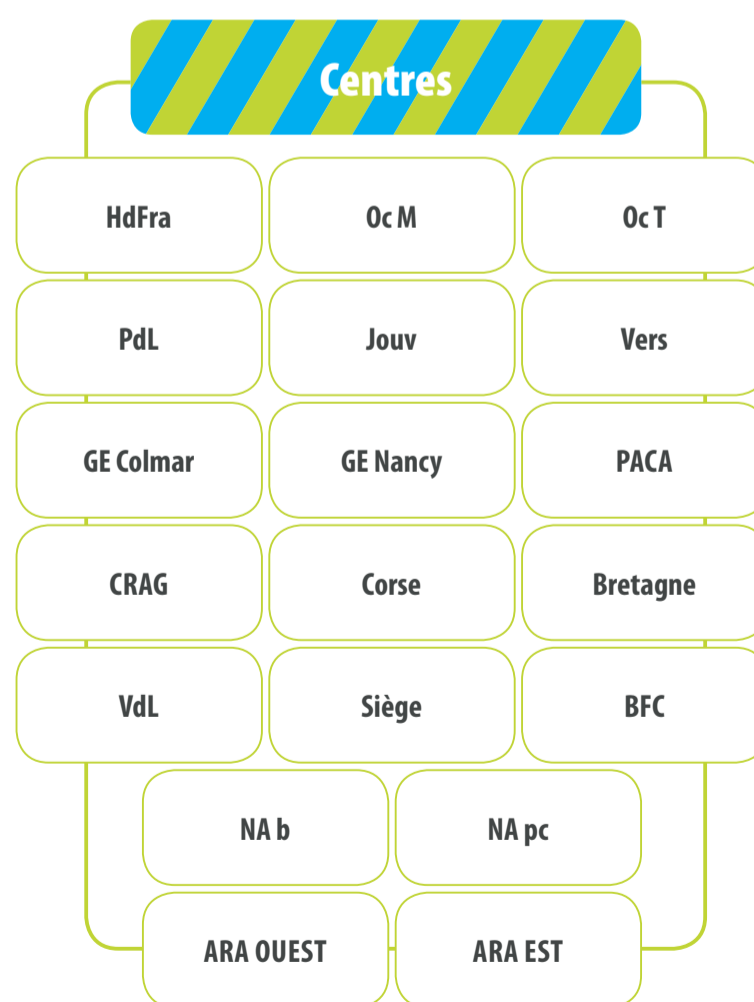 Centres
HdFra
Oc M
Oc T
PdL
Jouv
Vers
GE Colmar
GE Nancy
PACA
CRAG
Corse
Bretagne
VdL
Siège
BFC
NA b
NA pc
ARA OUEST
ARA EST